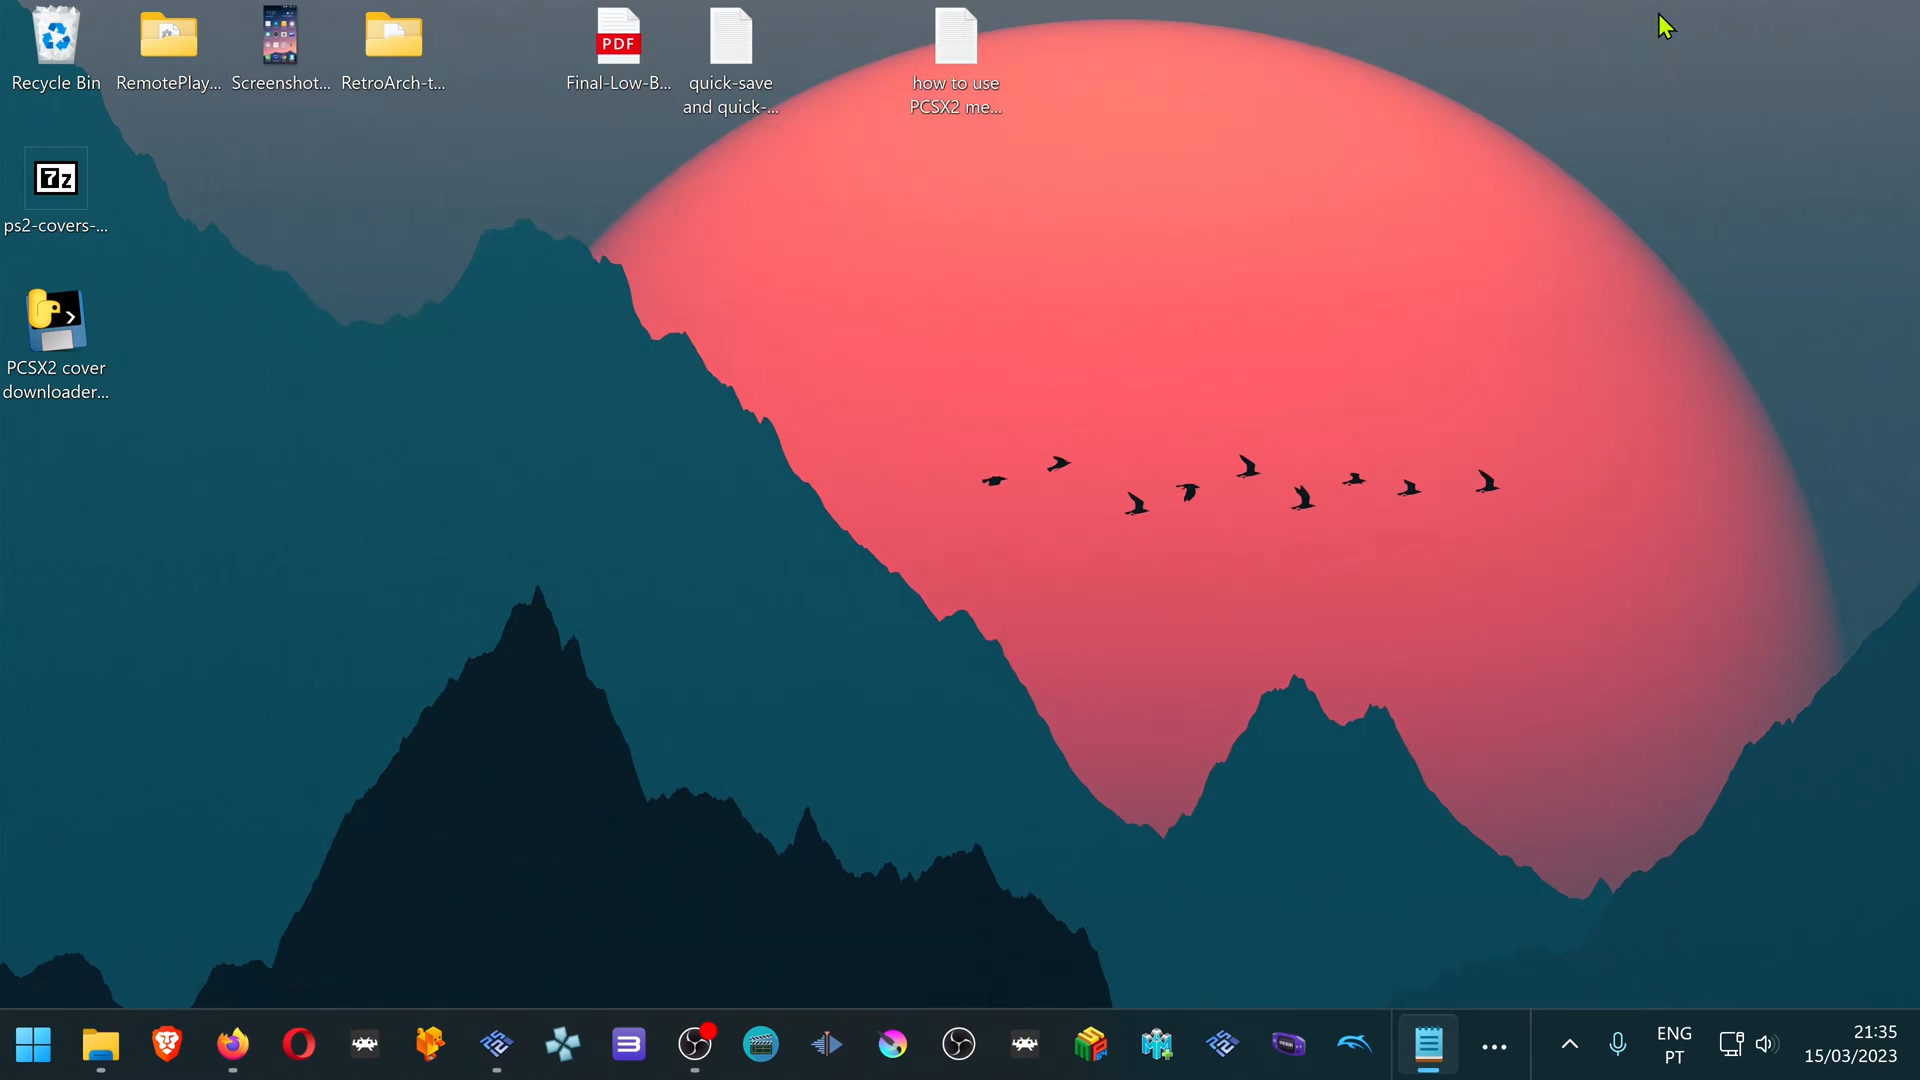 Recycle Bin
RemotePlay...
Screenshot...
RetroArch-t...
PDF
Final-Low-B...
quick-save
and quick-...
how to use
PCSX2 me...
7z
ps2-covers-...
PCSX2 cover
downloader...
ENG
PT
21:35
15/03/2023